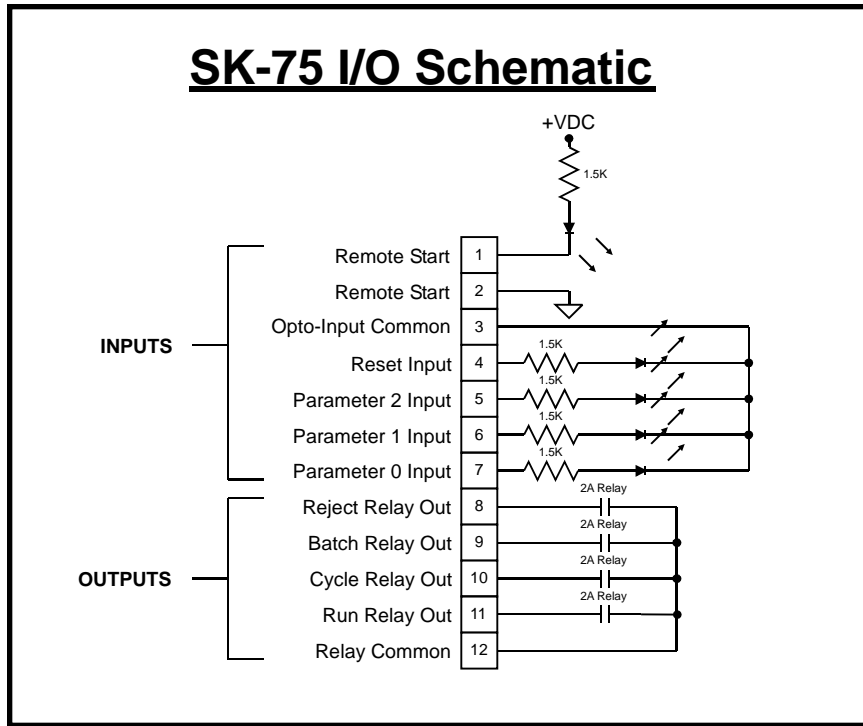 SK-75 I/O Schematic
+VDC
1.5K
Remote Start 1
Remote Start 2
Opto-Input Common 3
INPUTS
1.5K
Reset Input 4
1.5K
Parameter 2 Input 5
1.5K
Parameter 1 Input 6
1.5K
Parameter 0 Input 7
2A Relay
Reject Relay Out 8
2A Relay
Batch Relay Out 9
2A Relay
OUTPUTS
Cycle Relay Out 10
2A Relay
Run Relay Out 11
Relay Common 12